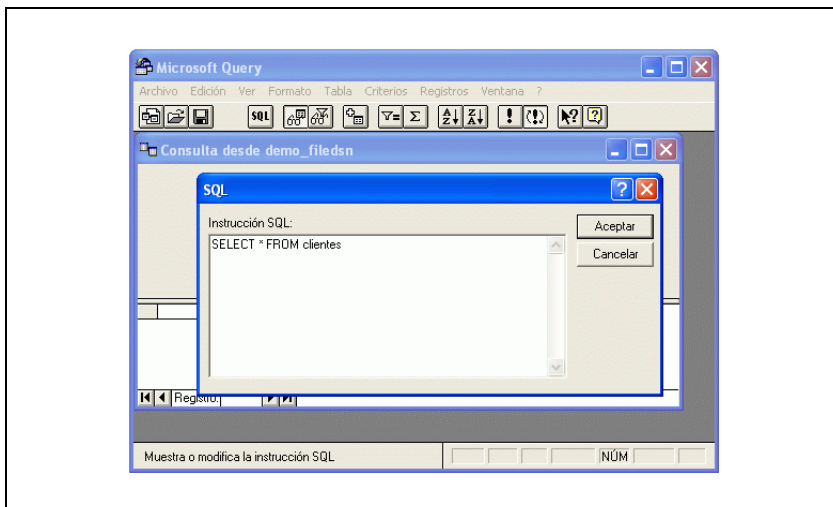 Microsoft Query
Archivo Edición Ver Formato Tabla Criterios Registros Ventana ?
SQL
Consulta desde demo_filedsn
SQL
Instrucción SQL:
SELECT * FROM clientes
Aceptar
Cancelar
Registro:
Muestra o modifica la instrucción SQL
NÚM